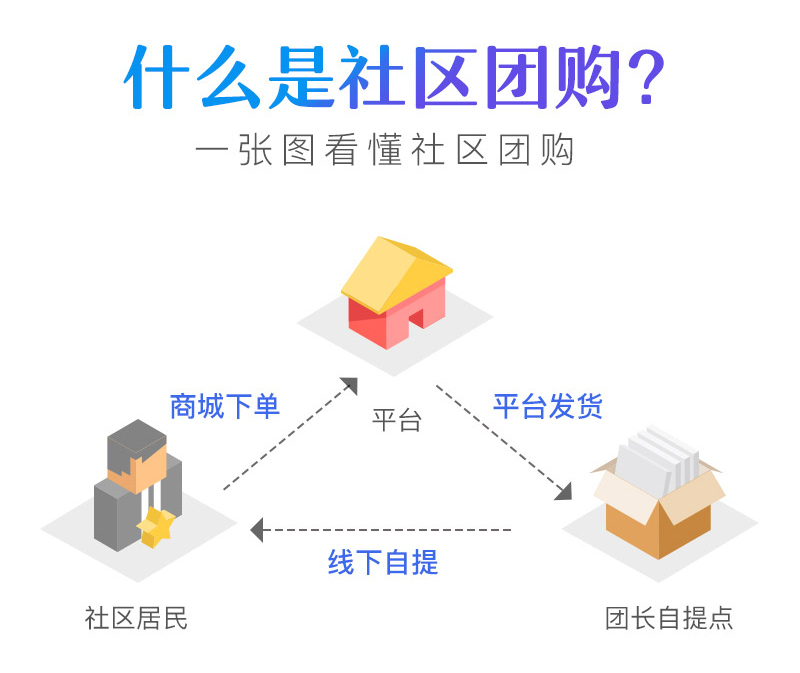 什么是社区团购?
一张图看懂社区团购
商城下单
平台
平台发货
线下自提
社区居民
团长自提点